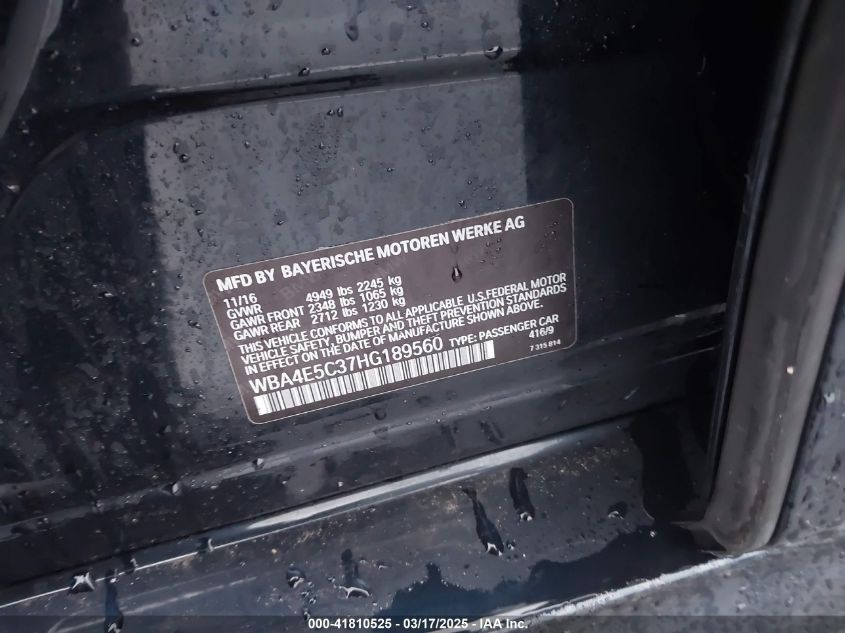 MFD BY BAYERISCHE MOTOREN WERKE AG
11/16
GVWR 4949 lbs 2245 kg
GAWR FRONT 2348 lbs 1065 kg
GAWR REAR 2712 lbs 1230 kg
THIS VEHICLE CONFORMS TO ALL APPLICABLE U.S.FEDERAL MOTOR
VEHICLE SAFETY, BUMPER AND THEFT PREVENTION STANDARDS
IN EFFECT ON THE DATE OF MANUFACTURE SHOWN ABOVE.
WBA4E5C37HG189560 TYPE: PASSENGER CAR
416/9
7 315 814
000-41810525 - 03/17/2025 - IAA Inc.